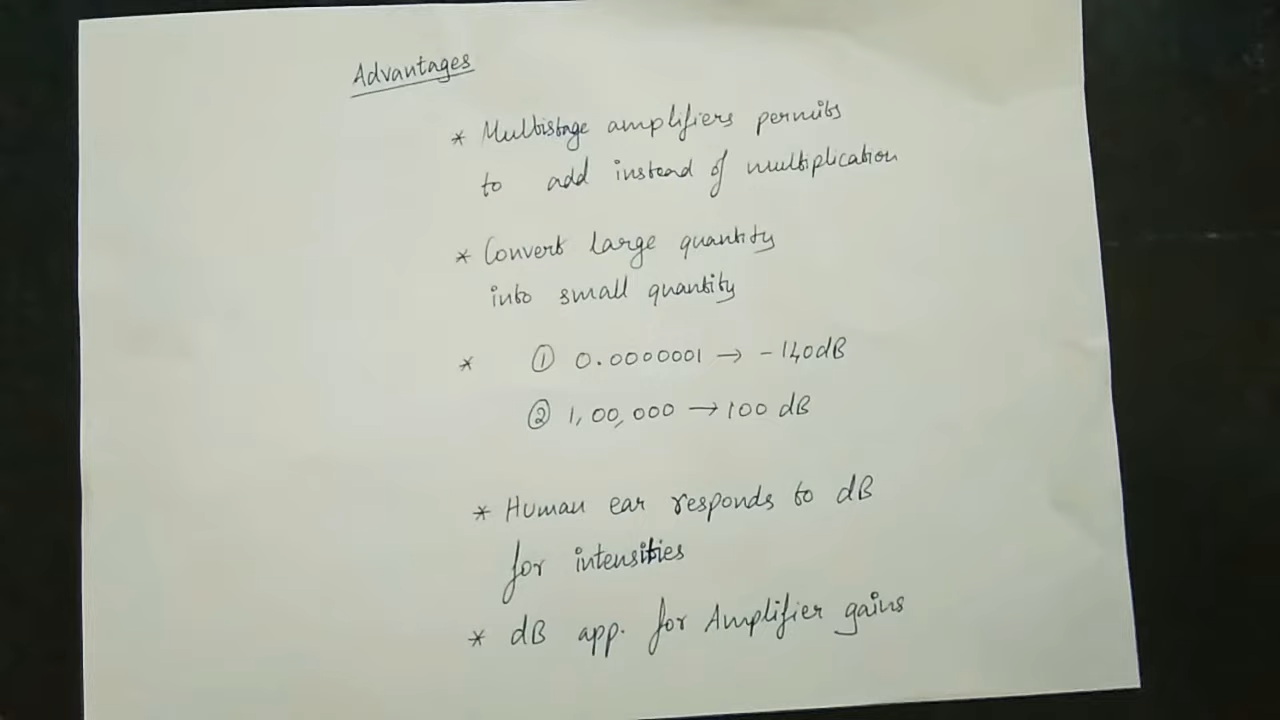 Advantages
* Multistage amplifiers permits
to add instead of multiplication
* Convert large quantity
into small quantity
* ① 0.0000001 → -140dB
② 1,00,000 → 100 dB
* Human ear responds to dB
for intensities
* dB app. for Amplifier gains